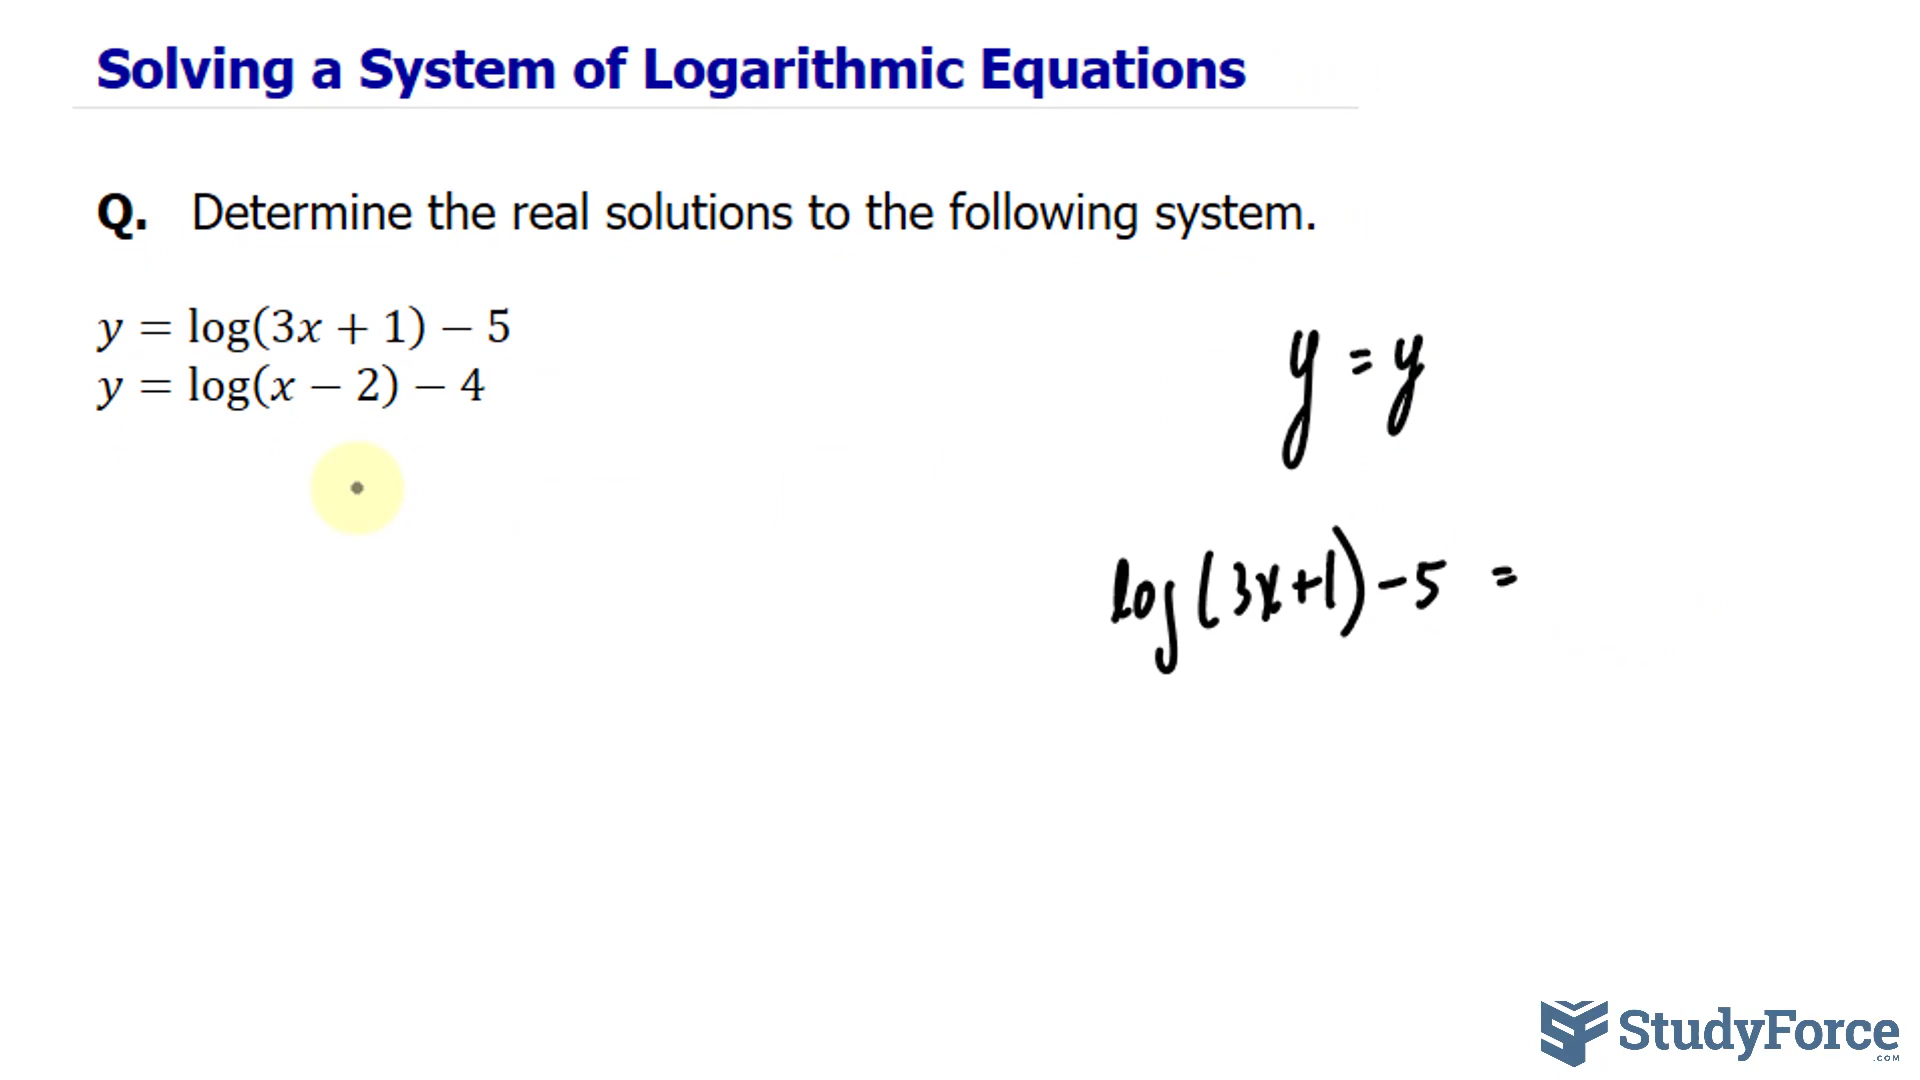 Solving a System of Logarithmic Equations
Q. Determine the real solutions to the following system.
y = log(3x + 1) − 5
y = log(x − 2) − 4
y = y
log(3x+1) - 5 =
StudyForce
.COM